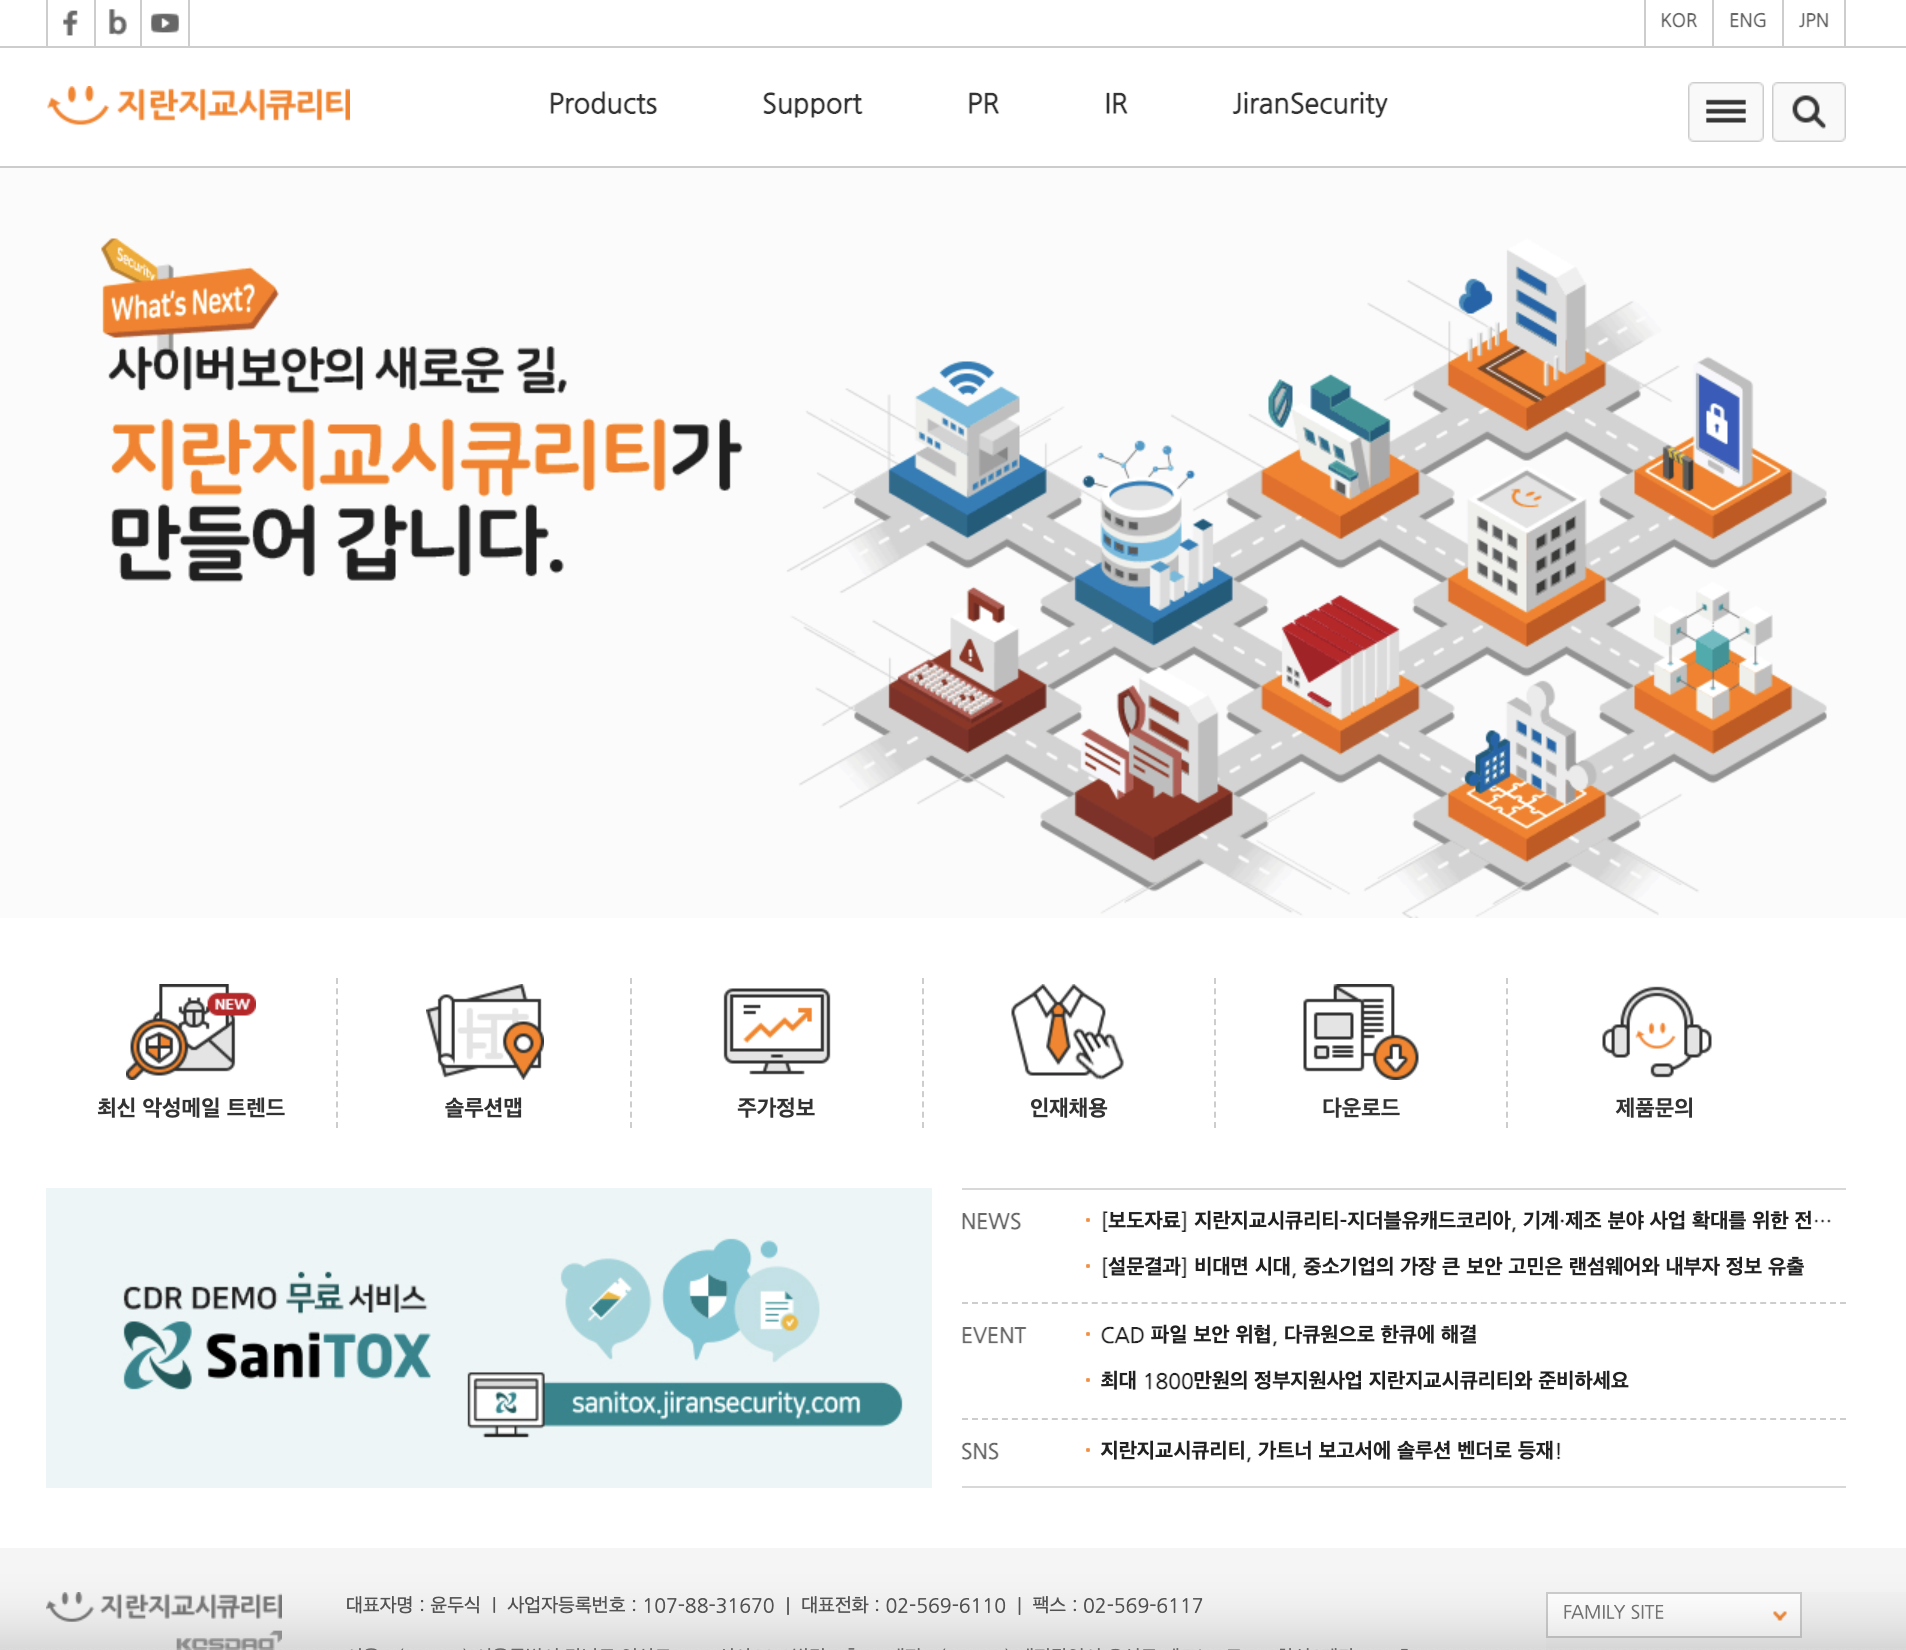 KOR
ENG
JPN
지란지교시큐리티
Products
Support
PR
IR
JiranSecurity
Security
What's Next?
사이버보안의 새로운 길,
지란지교시큐리티가
만들어 갑니다.
NEW
최신 악성메일 트렌드
솔루션맵
주가정보
인재채용
다운로드
제품문의
CDR DEMO 무료 서비스
SaniTOX
sanitox.jiransecurity.com
NEWS
[보도자료] 지란지교시큐리티-지더블유캐드코리아, 기계·제조 분야 사업 확대를 위한 전…
[설문결과] 비대면 시대, 중소기업의 가장 큰 보안 고민은 랜섬웨어와 내부자 정보 유출
EVENT
CAD 파일 보안 위협, 다큐원으로 한큐에 해결
최대 1800만원의 정부지원사업 지란지교시큐리티와 준비하세요
SNS
지란지교시큐리티, 가트너 보고서에 솔루션 벤더로 등재!
지란지교시큐리티
KOSDAQ
대표자명 : 윤두식 | 사업자등록번호 : 107-88-31670 | 대표전화 : 02-569-6110 | 팩스 : 02-569-6117
FAMILY SITE